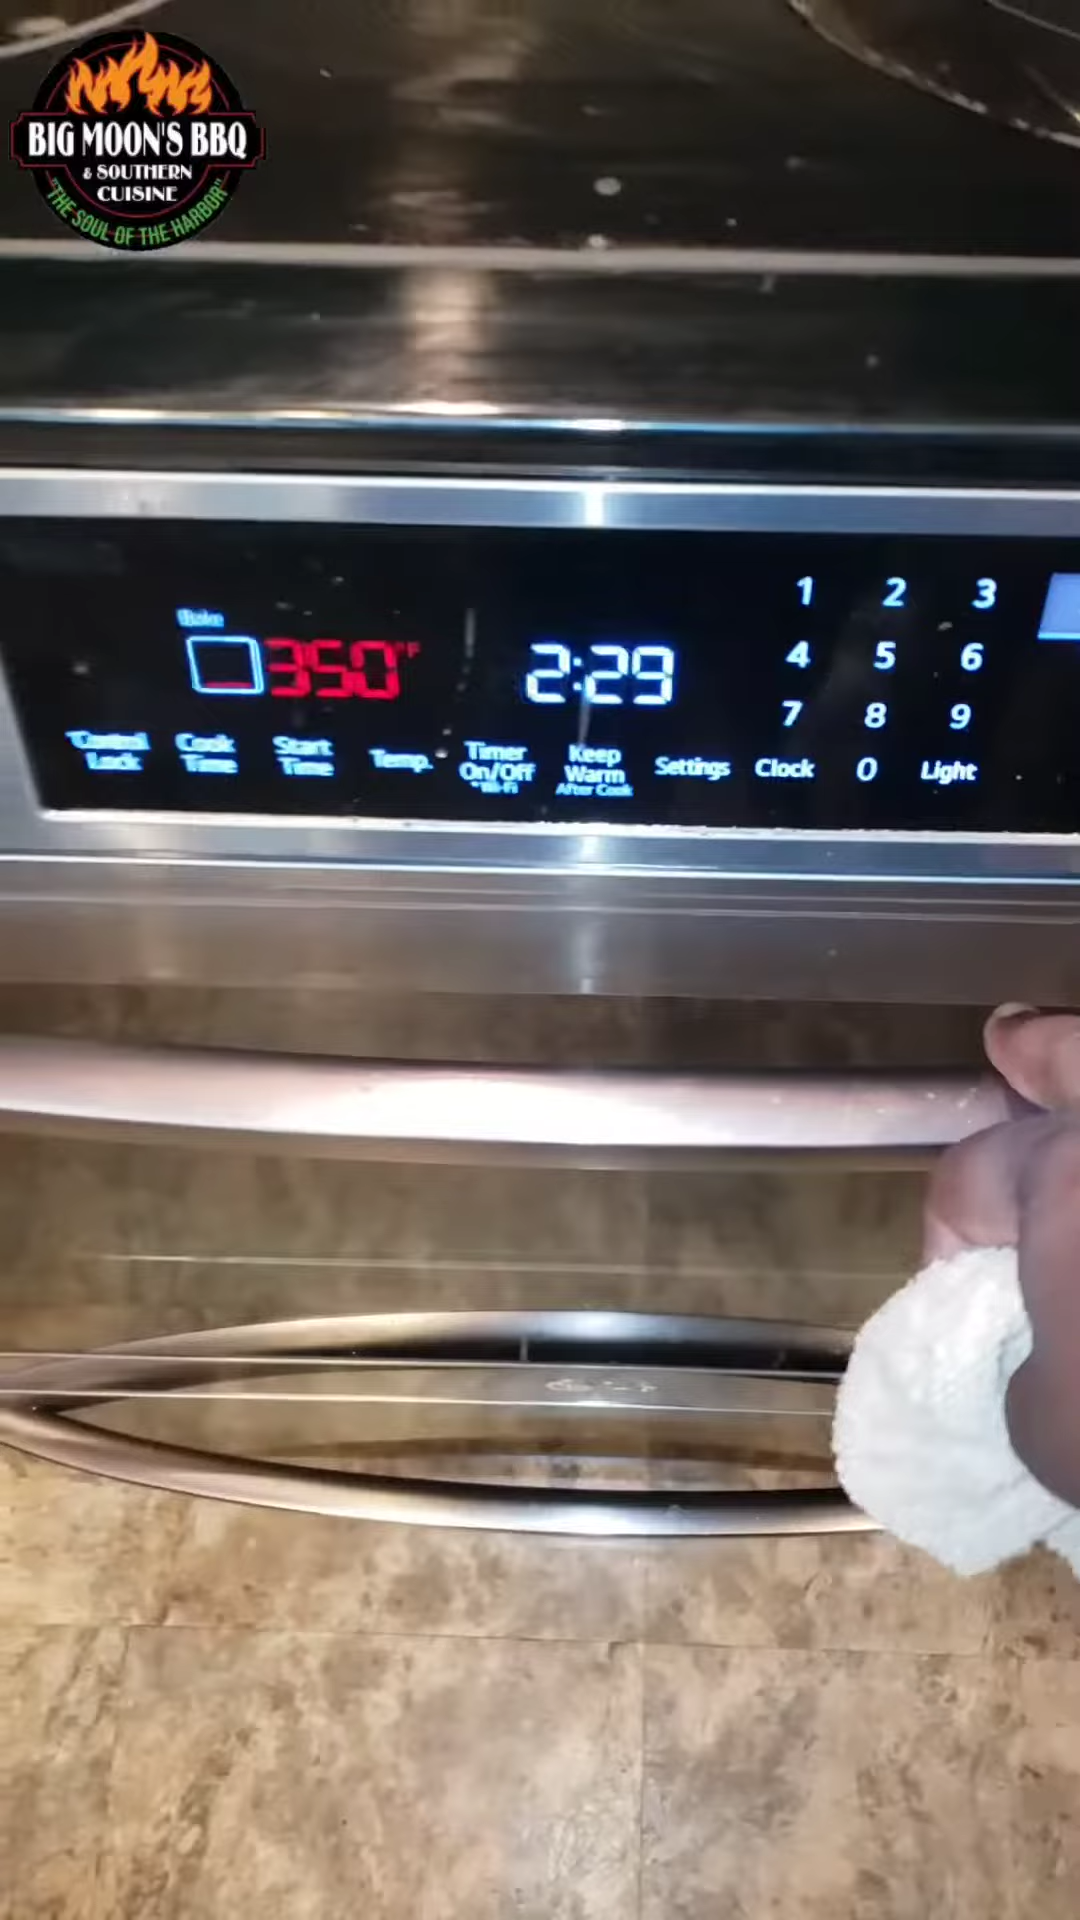 BIG MOON'S BBQ
& SOUTHERN
CUISINE
"THE SOUL OF THE HARBOR"
Bake
350°F
2:29
1 2 3
4 5 6
7 8 9
Control Lock
Cook Time
Start Time
Temp.
Timer On/Off
*Wi-Fi
Keep Warm
After Cook
Settings
Clock
0
Light